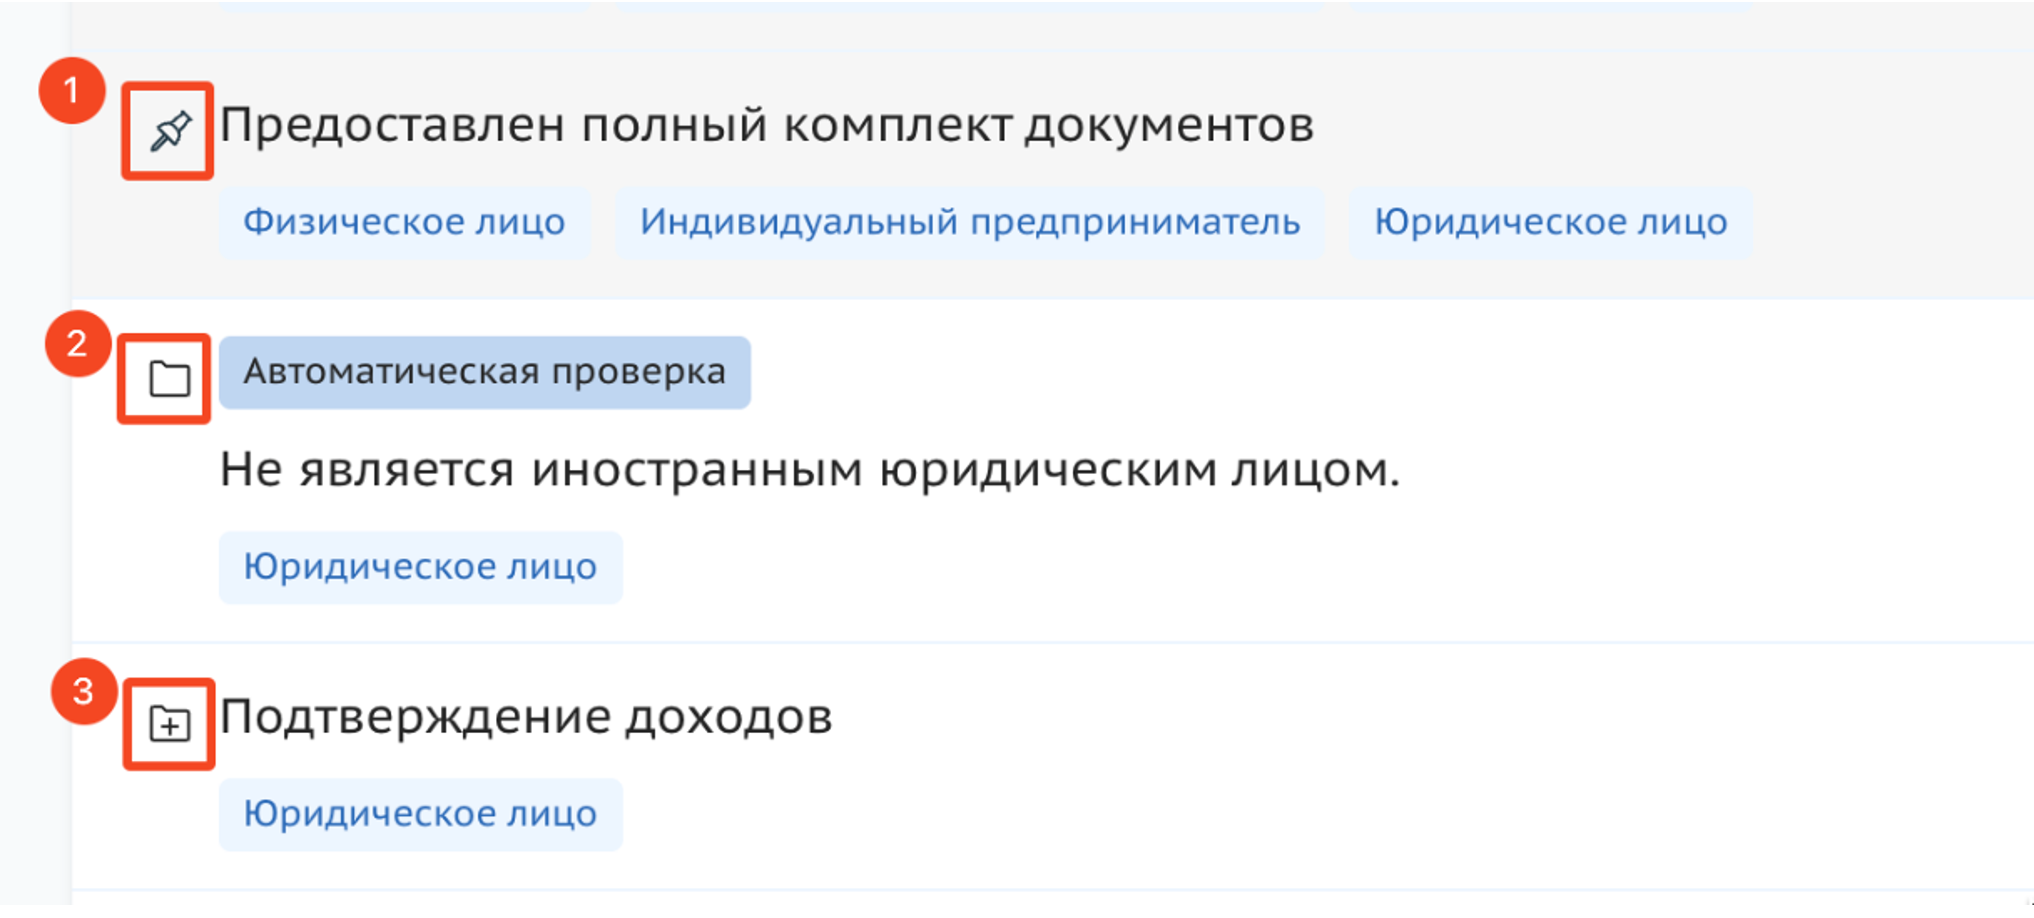 1
Предоставлен полный комплект документов
Физическое лицо Индивидуальный предприниматель Юридическое лицо
2
Автоматическая проверка
Не является иностранным юридическим лицом.
Юридическое лицо
3
Подтверждение доходов
Юридическое лицо